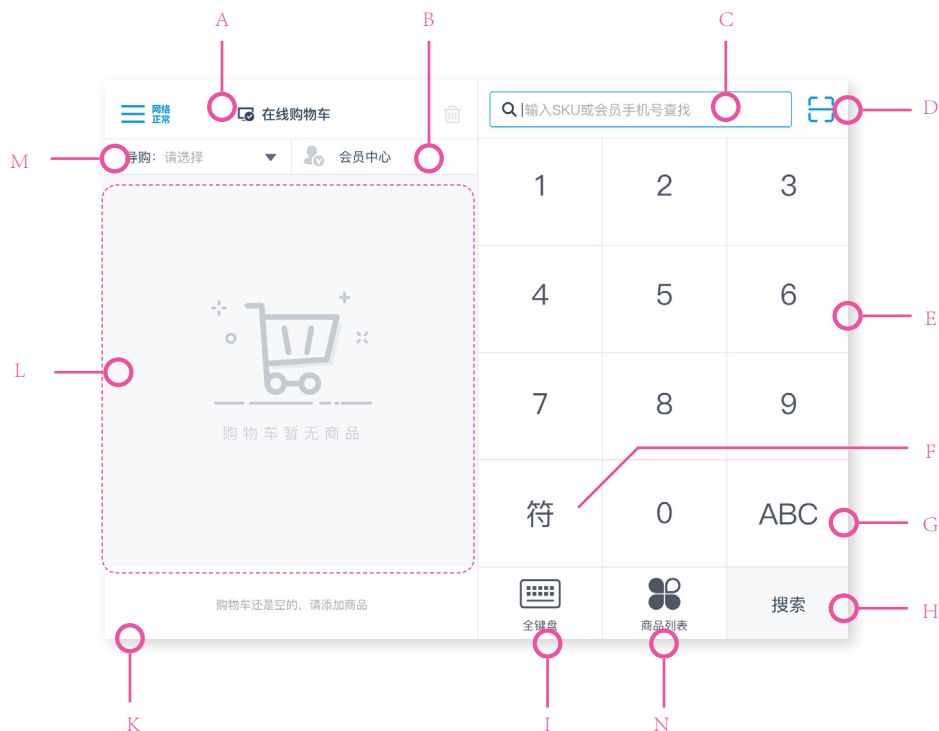 A
B
C
网络
正常
在线购物车
输入SKU或会员手机号查找
D
M
导购：请选择
会员中心
1
2
3
4
5
6
E
L
7
8
9
购物车暂无商品
F
符
0
ABC
G
购物车还是空的，请添加商品
全键盘
商品列表
搜索
H
K
I
N